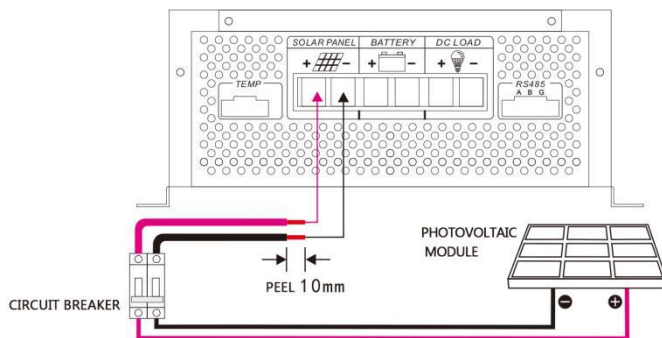 SOLAR PANEL BATTERY DC LOAD
+ - + - + -
TEMP
RS485
A B G
PHOTOVOLTAIC
MODULE
PEEL 10mm
CIRCUIT BREAKER
- +